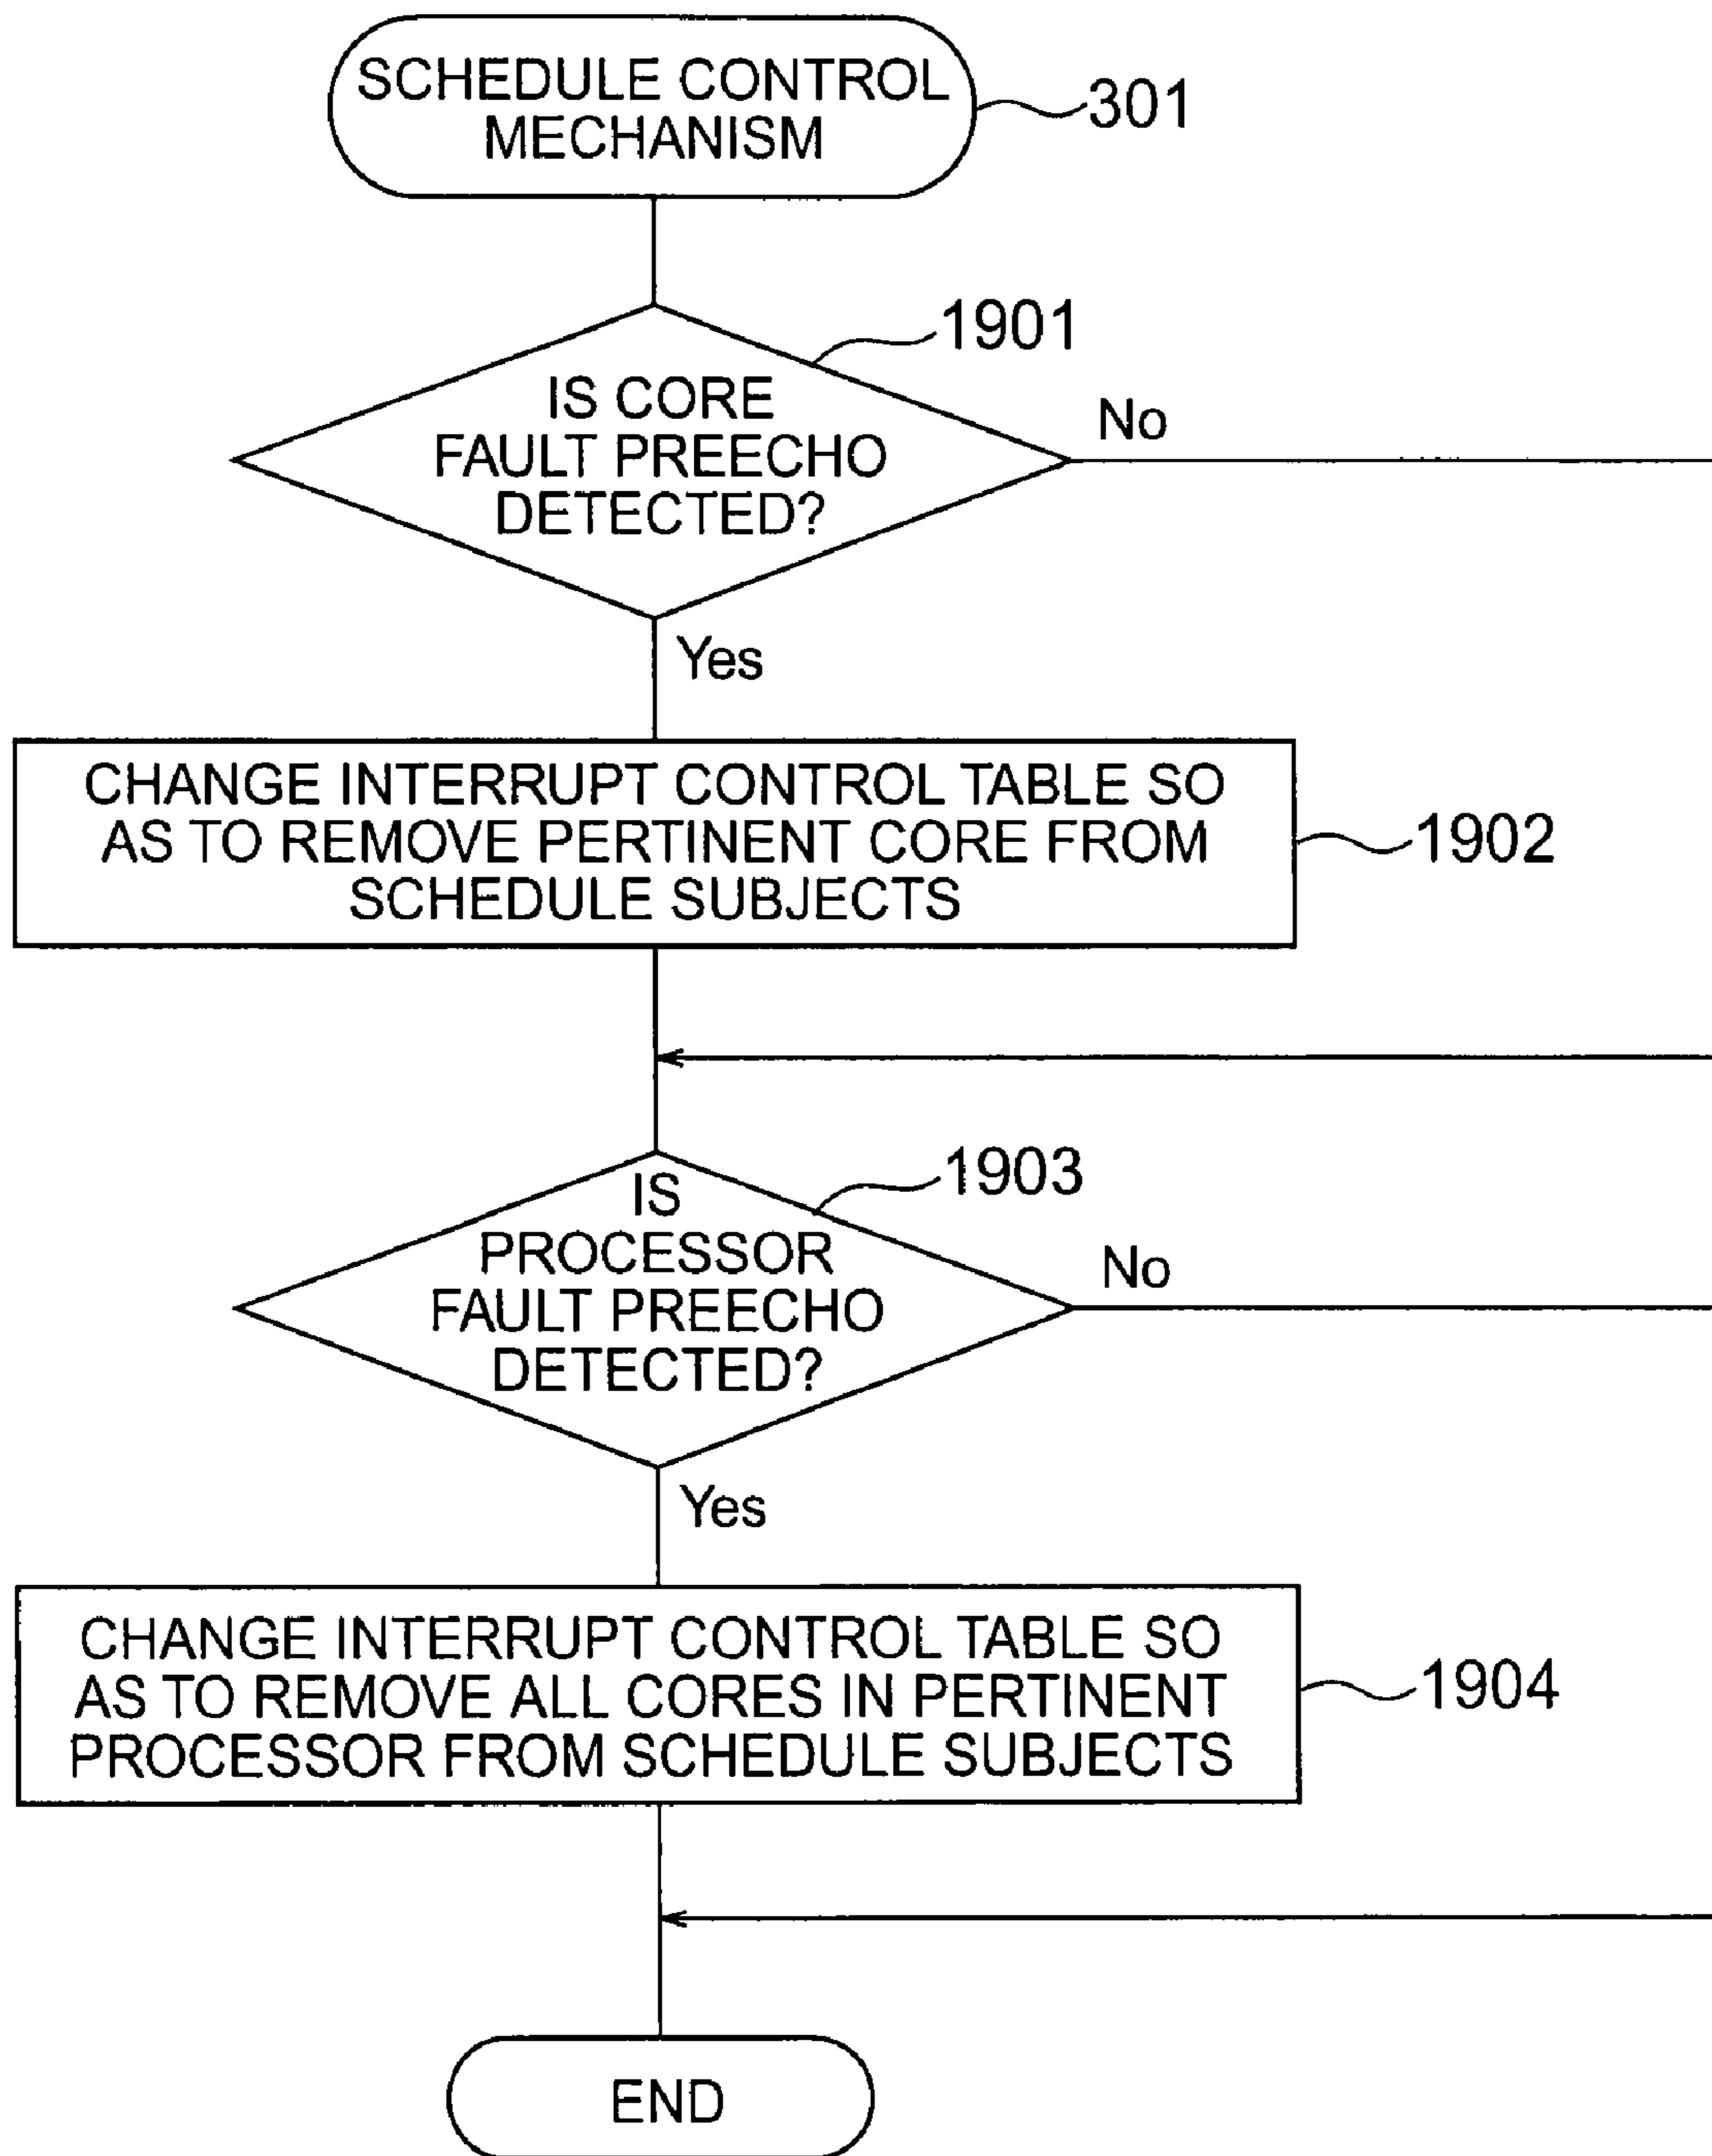 SCHEDULE CONTROL
MECHANISM
301
1901
IS CORE
FAULT PREECHO
DETECTED?
No
Yes
CHANGE INTERRUPT CONTROL TABLE SO
AS TO REMOVE PERTINENT CORE FROM
SCHEDULE SUBJECTS
1902
1903
IS
PROCESSOR
FAULT PREECHO
DETECTED?
No
Yes
CHANGE INTERRUPT CONTROL TABLE SO
AS TO REMOVE ALL CORES IN PERTINENT
PROCESSOR FROM SCHEDULE SUBJECTS
1904
END